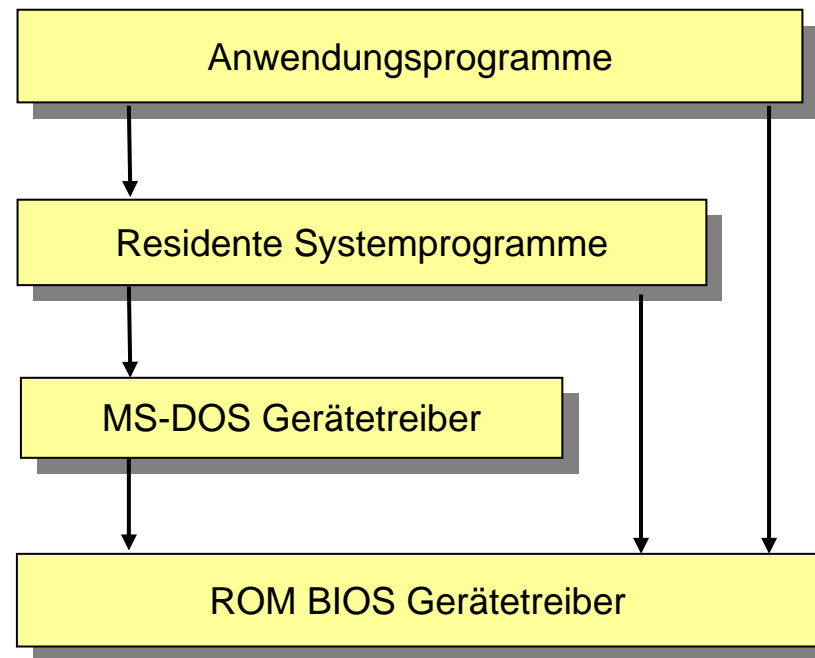 Anwendungsprogramme
Residente Systemprogramme
MS-DOS Gerätetreiber
ROM BIOS Gerätetreiber